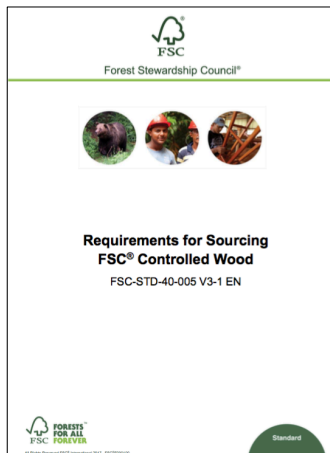 FSC
Forest Stewardship Council®
Requirements for Sourcing
FSC® Controlled Wood
FSC-STD-40-005 V3-1 EN
FSC
FORESTS
FOR ALL
FOREVER™
Standard